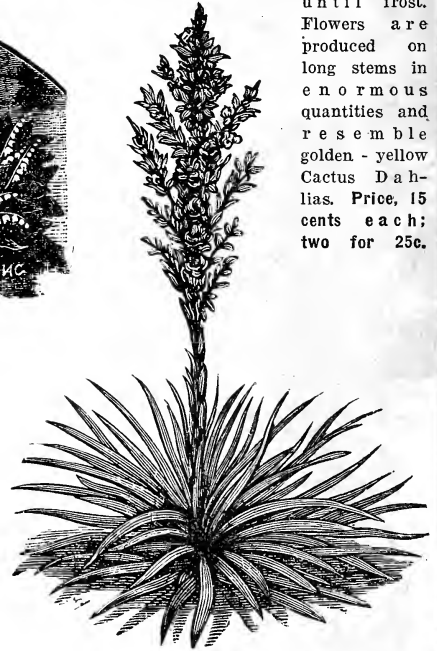 until frost.
Flowers are
produced on
long stems in
enormous
quantities and
resemble
golden - yellow
Cactus Dah-
lias. Price, 15
cents each;
two for 25c.